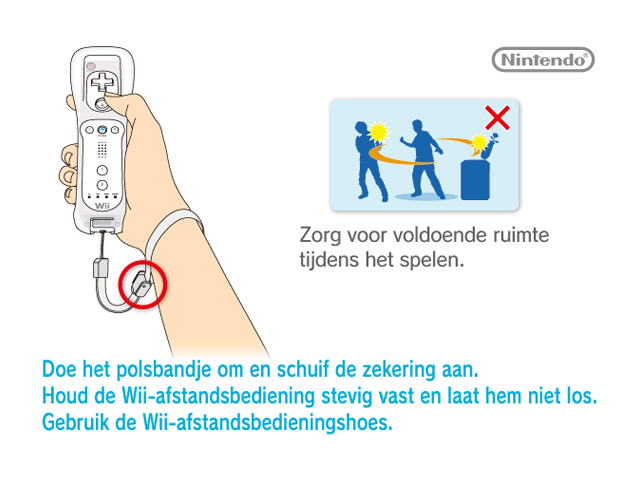 Nintendo®
Wii
Zorg voor voldoende ruimte
tijdens het spelen.
Doe het polsbandje om en schuif de zekering aan.
Houd de Wii-afstandsbediening stevig vast en laat hem niet los.
Gebruik de Wii-afstandsbedieningshoes.